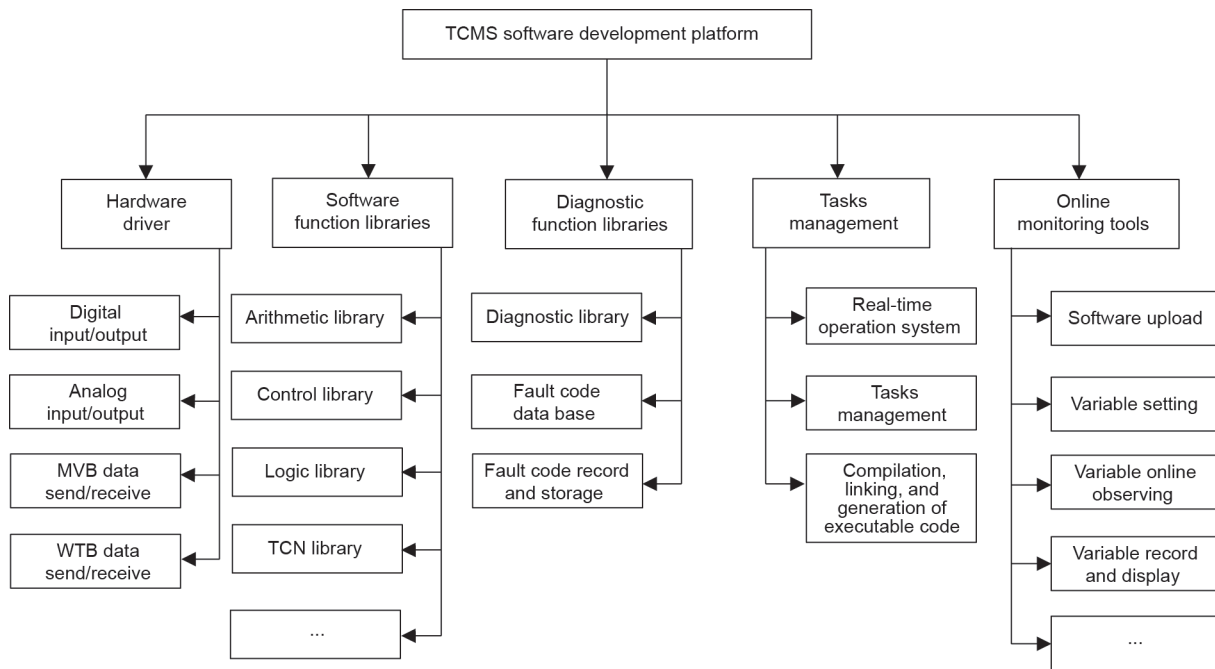 TCMS software development platform
Hardware
driver
Software
function libraries
Diagnostic
function libraries
Tasks
management
Online
monitoring tools
Digital
input/output
Analog
input/output
MVB data
send/receive
WTB data
send/receive
Arithmetic library
Control library
Logic library
TCN library
...
Diagnostic library
Fault code
data base
Fault code record
and storage
Real-time
operation system
Tasks
management
Compilation,
linking, and
generation of
executable code
Software upload
Variable setting
Variable online
observing
Variable record
and display
...